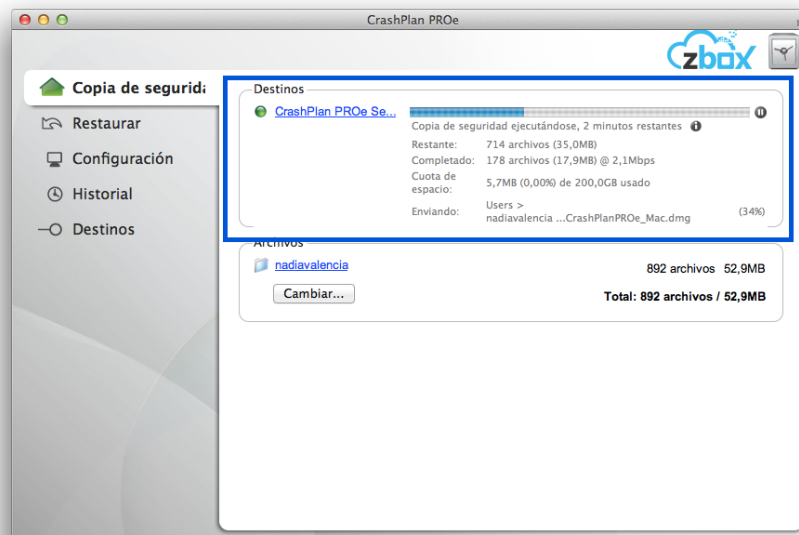 CrashPlan PROe
zbox
Copia de segurida
Restaurar
Configuración
Historial
Destinos
Destinos
CrashPlan PROe Se...
Copia de seguridad ejecutándose, 2 minutos restantes
Restante: 714 archivos (35,0MB)
Completado: 178 archivos (17,9MB) @ 2,1Mbps
Cuota de espacio: 5,7MB (0,00%) de 200,0GB usado
Enviando: Users >
nadiavalencia ...CrashPlanPROe_Mac.dmg (34%)
Archivos
nadiavalencia 892 archivos 52,9MB
Cambiar... Total: 892 archivos / 52,9MB